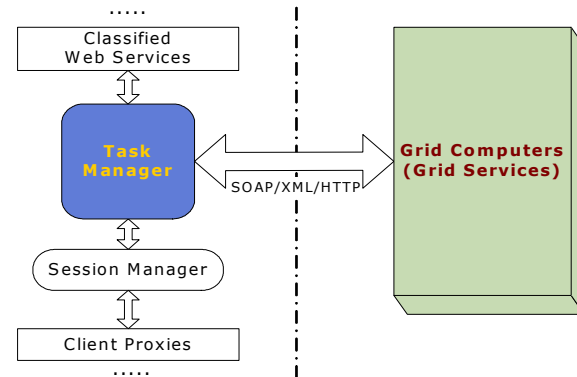 .....
Classified
Web Services
Task
Manager
SOAP/XML/HTTP
Grid Computers
(Grid Services)
Session Manager
Client Proxies
.....